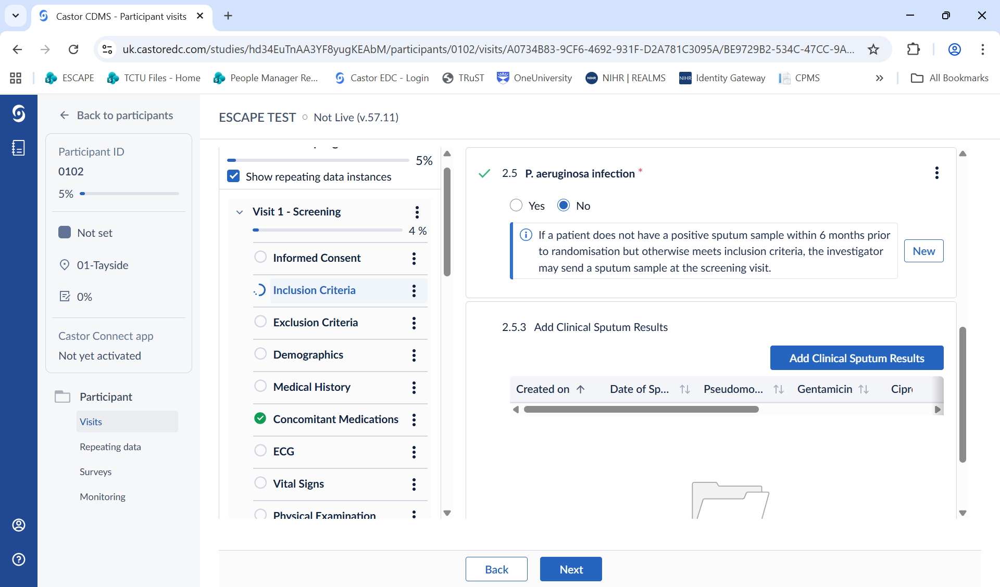 Castor CDMS - Participant visits
uk.castoredc.com/studies/hd34EuTnAA3YF8yugKEAbM/participants/0102/visits/A0734B83-9CF6-4692-931F-D2A781C3095A/BE9729B2-534C-47CC-9A...
ESCAPE
TCTU Files - Home
People Manager Re...
Castor EDC - Login
TRuST
OneUniversity
NIHR | REALMS
Identity Gateway
CPMS
All Bookmarks
Back to participants
ESCAPE TEST Not Live (v.57.11)
Participant ID
0102
5%
Not set
01-Tayside
0%
Castor Connect app
Not yet activated
Participant
Visits
Repeating data
Surveys
Monitoring
5%
Show repeating data instances
Visit 1 - Screening
4 %
Informed Consent
Inclusion Criteria
Exclusion Criteria
Demographics
Medical History
Concomitant Medications
ECG
Vital Signs
Physical Examination
2.5 P. aeruginosa infection *
Yes No
If a patient does not have a positive sputum sample within 6 months prior
to randomisation but otherwise meets inclusion criteria, the investigator
may send a sputum sample at the screening visit.
New
2.5.3 Add Clinical Sputum Results
Add Clinical Sputum Results
Created on Date of Sp... Pseudomo... Gentamicin Cipr
Back
Next